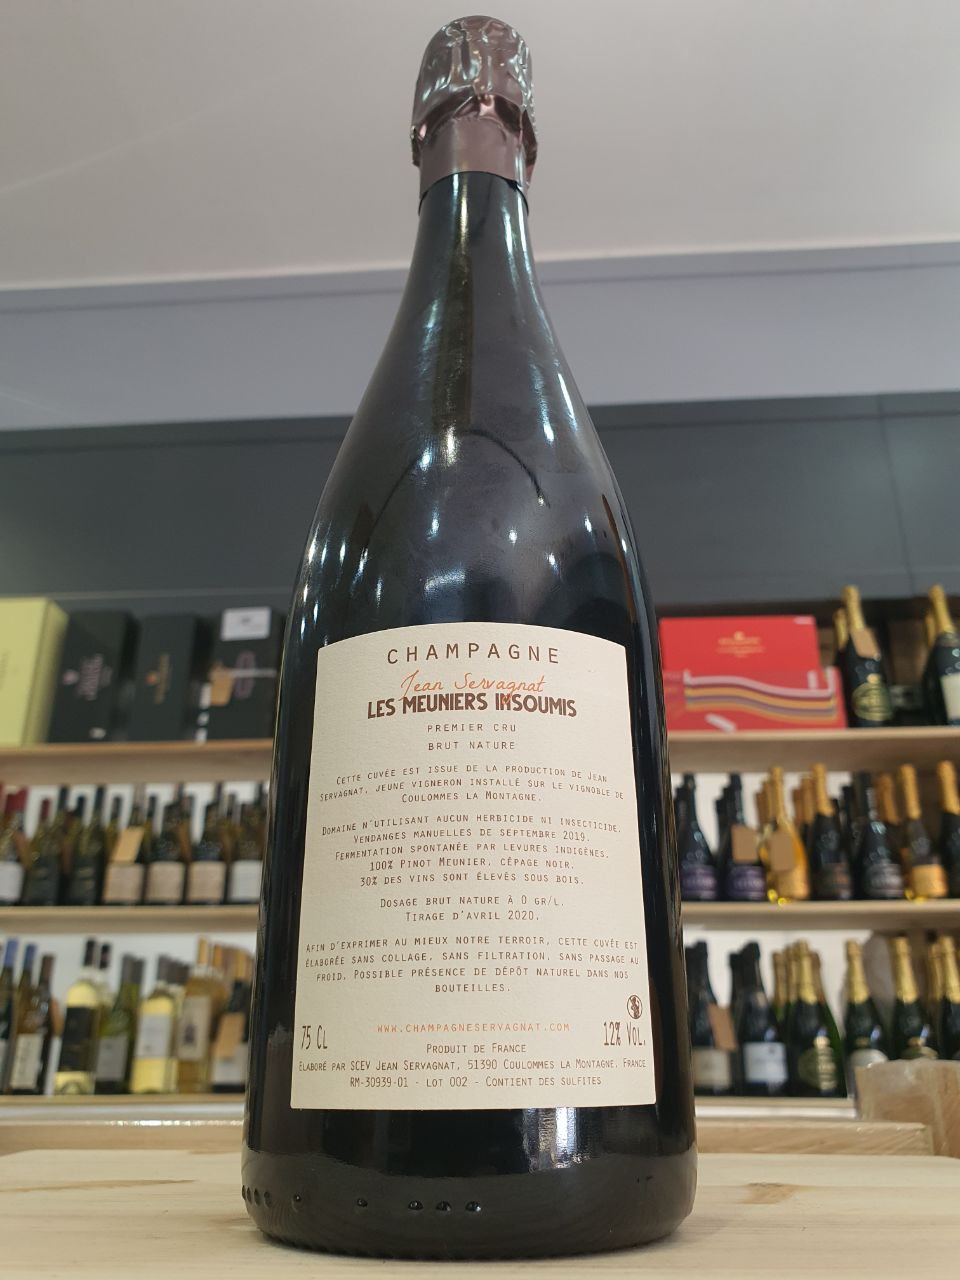 CHAMPAGNE
Jean Servagnat
LES MEUNIERS INSOUMIS
PREMIER CRU
BRUT NATURE
CETTE CUVÉE EST ISSUE DE LA PRODUCTION DE JEAN
SERVAGNAT, JEUNE VIGNERON INSTALLÉ SUR LE VIGNOBLE DE
COULOMMES LA MONTAGNE.
DOMAINE N'UTILISANT AUCUN HERBICIDE NI INSECTICIDE.
VENDANGES MANUELLES DE SEPTEMBRE 2019.
FERMENTATION SPONTANÉE PAR LEVURES INDIGÈNES.
100% PINOT MEUNIER, CÉPAGE NOIR.
30% DES VINS SONT ÉLEVÉS SOUS BOIS.
DOSAGE BRUT NATURE À 0 GR/L.
TIRAGE D'AVRIL 2020.
AFIN D'EXPRIMER AU MIEUX NOTRE TERROIR, CETTE CUVÉE EST
ÉLABORÉE SANS COLLAGE, SANS FILTRATION, SANS PASSAGE AU
FROID. POSSIBLE PRÉSENCE DE DÉPÔT NATUREL DANS NOS
BOUTEILLES.
75 CL
WWW.CHAMPAGNESERVAGNAT.COM
12% VOL.
PRODUIT DE FRANCE
ELABORÉ PAR SCEV JEAN SERVAGNAT, 51390 COULOMMES LA MONTAGNE, FRANCE
RM-30939-01 - LOT 002 - CONTIENT DES SULFITES